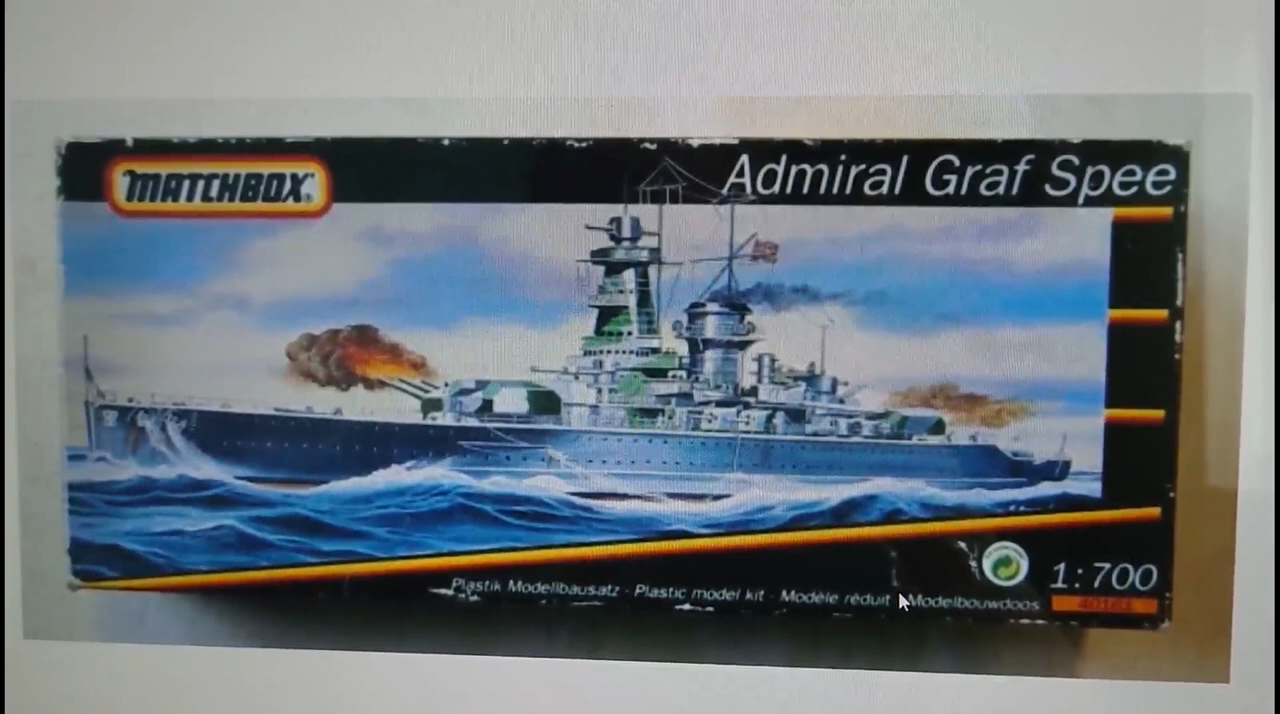 MATCHBOX
Admiral Graf Spee
Plastik Modellbausatz · Plastic model kit · Modèle réduit · Modelbouwdoos
1:700